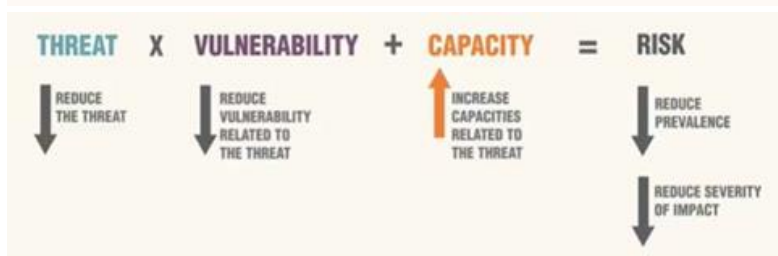 THREAT X VULNERABILITY + CAPACITY = RISK
REDUCE
THE THREAT
REDUCE
VULNERABILITY
RELATED TO
THE THREAT
INCREASE
CAPACITIES
RELATED TO
THE THREAT
REDUCE
PREVALENCE
REDUCE SEVERITY
OF IMPACT